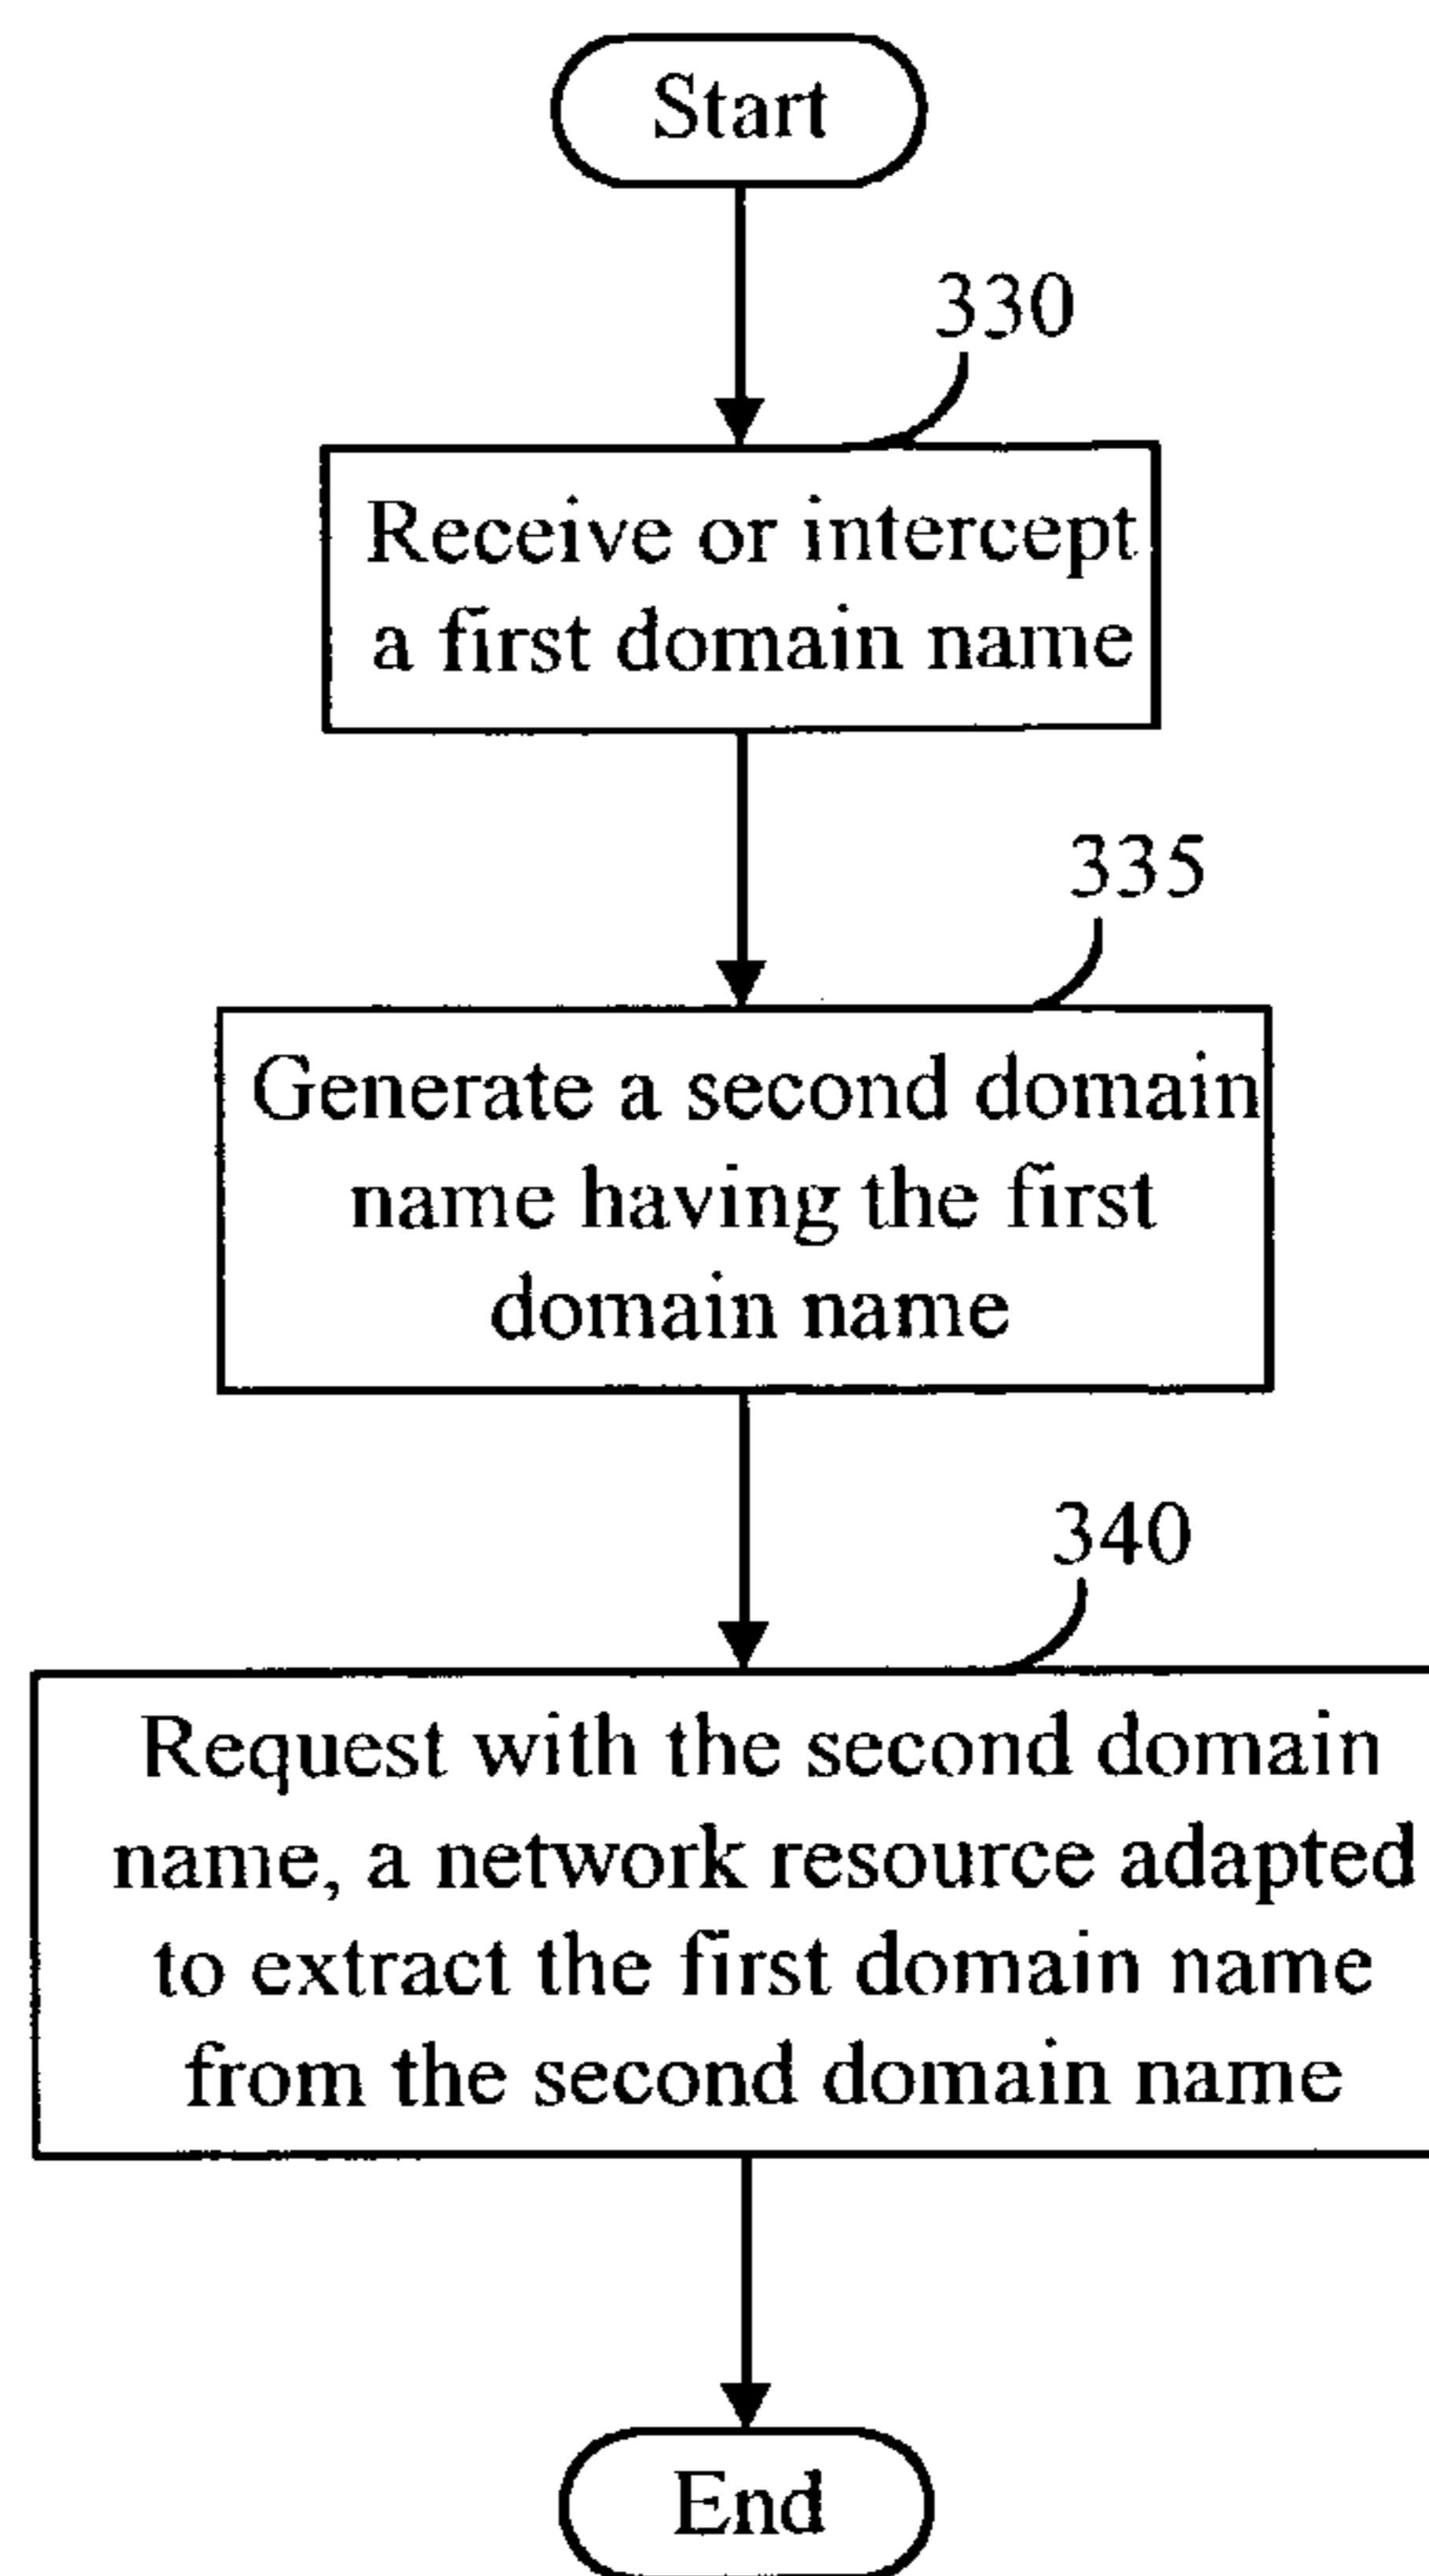 Start
330
Receive or intercept
a first domain name
335
Generate a second domain
name having the first
domain name
340
Request with the second domain
name, a network resource adapted
to extract the first domain name
from the second domain name
End